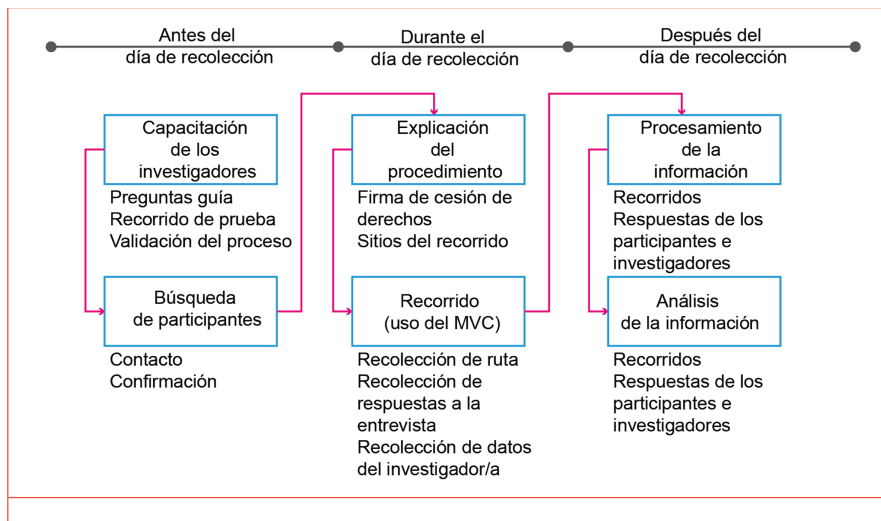 Antes del
día de recolección
Durante el
día de recolección
Después del
día de recolección
Capacitación
de los
investigadores
Preguntas guía
Recorrido de prueba
Validación del proceso
Búsqueda
de participantes
Contacto
Confirmación
Explicación
del
procedimiento
Firma de cesión de
derechos
Sitios del recorrido
Recorrido
(uso del MVC)
Recolección de ruta
Recolección de
respuestas a la
entrevista
Recolección de datos
del investigador/a
Procesamiento
de la
información
Recorridos
Respuestas de los
participantes e
investigadores
Análisis
de la información
Recorridos
Respuestas de los
participantes e
investigadores